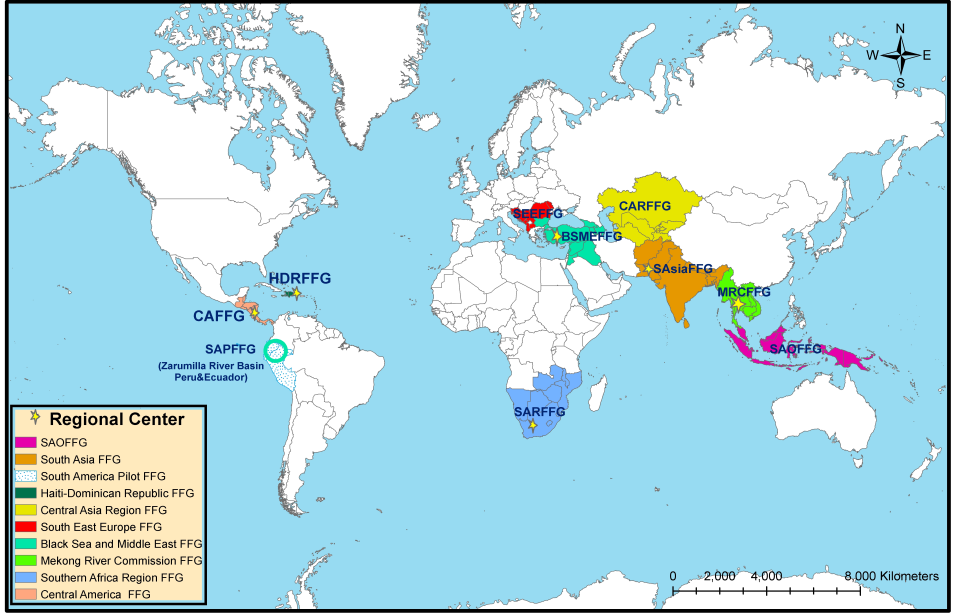 N
W E
S
CARFFG
SEEFFG
BSMEFFG
SAsiaFFG
HDRFFG
MRCFFG
CAFFG
SAPFFG
(Zarumilla River Basin
Peru&Ecuador)
SAOFFG
SARFFG
Regional Center
SAOFFG
South Asia FFG
South America Pilot FFG
Haiti-Dominican Republic FFG
Central Asia Region FFG
South East Europe FFG
Black Sea and Middle East FFG
Mekong River Commission FFG
Southern Africa Region FFG
Central America FFG
0 2,000 4,000 8,000 Kilometers